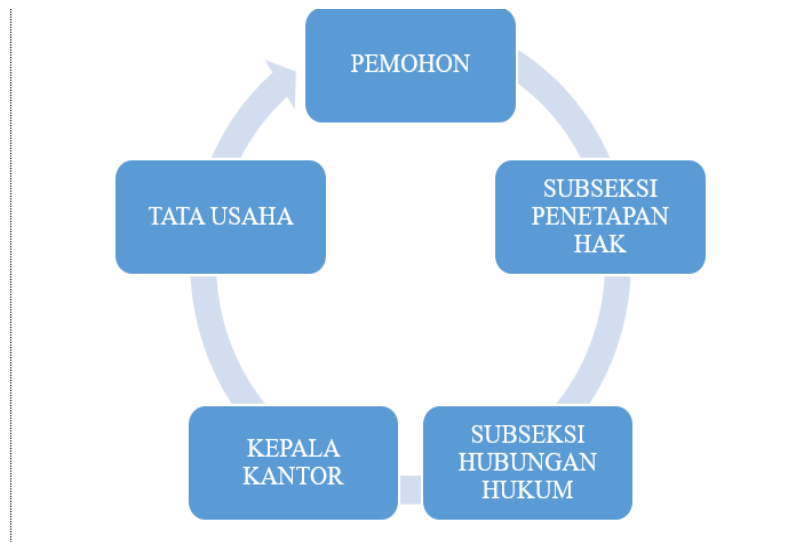 PEMOHON
SUBSEKSI
PENETAPAN
HAK
SUBSEKSI
HUBUNGAN
HUKUM
KEPALA
KANTOR
TATA USAHA